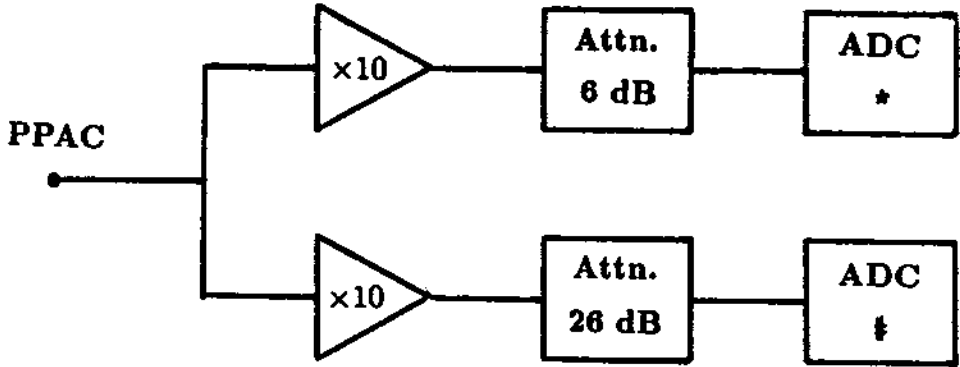 PPAC
×10
Attn.
6 dB
ADC
*
×10
Attn.
26 dB
ADC
‡